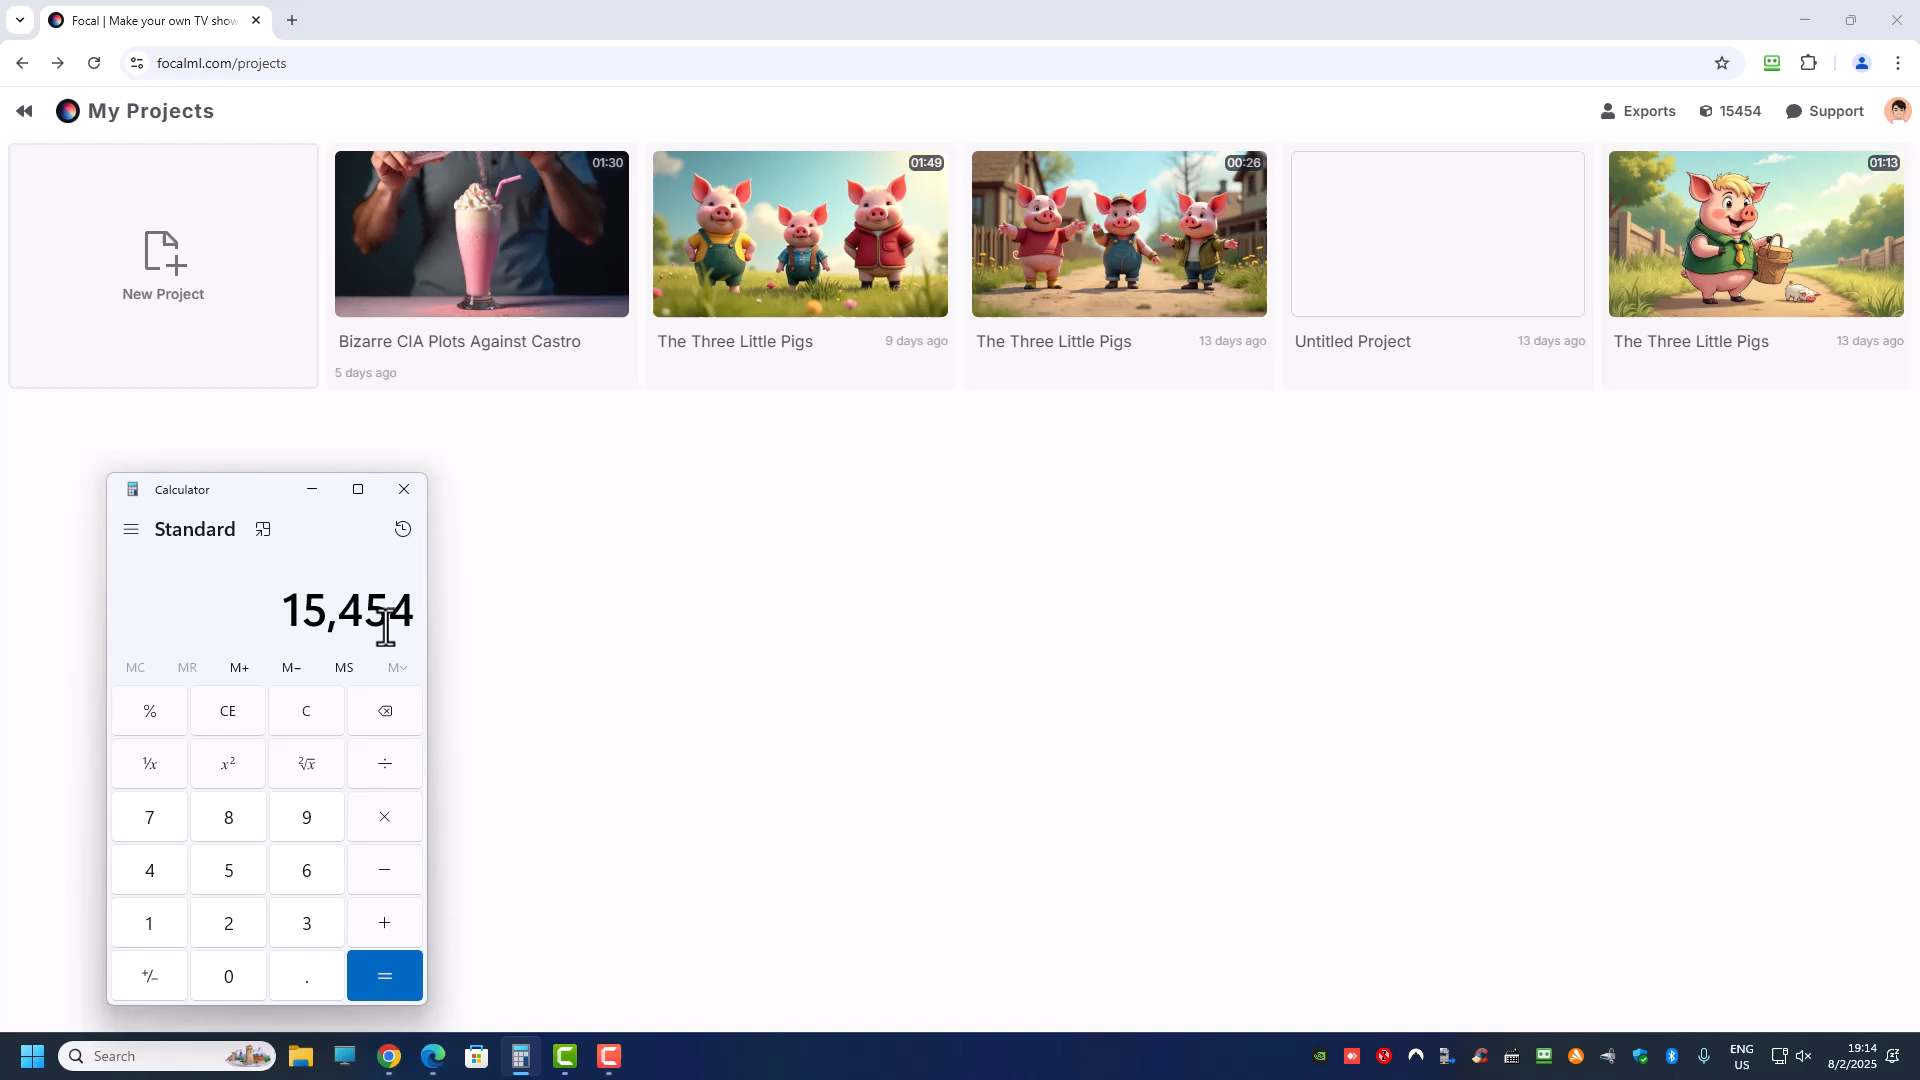 Focal | Make your own TV show
focalml.com/projects
My Projects
Exports
15454
Support
New Project
01:30
Bizarre CIA Plots Against Castro
5 days ago
01:49
The Three Little Pigs
9 days ago
00:26
The Three Little Pigs
13 days ago
Untitled Project
13 days ago
01:13
The Three Little Pigs
13 days ago
Calculator
Standard
15,454
MC MR M+ M− MS M˅
% CE C
¹⁄x x² ²√x ÷
7 8 9 ×
4 5 6 −
1 2 3 +
+/− 0 . =
Search
ENG
US
19:14
8/2/2025